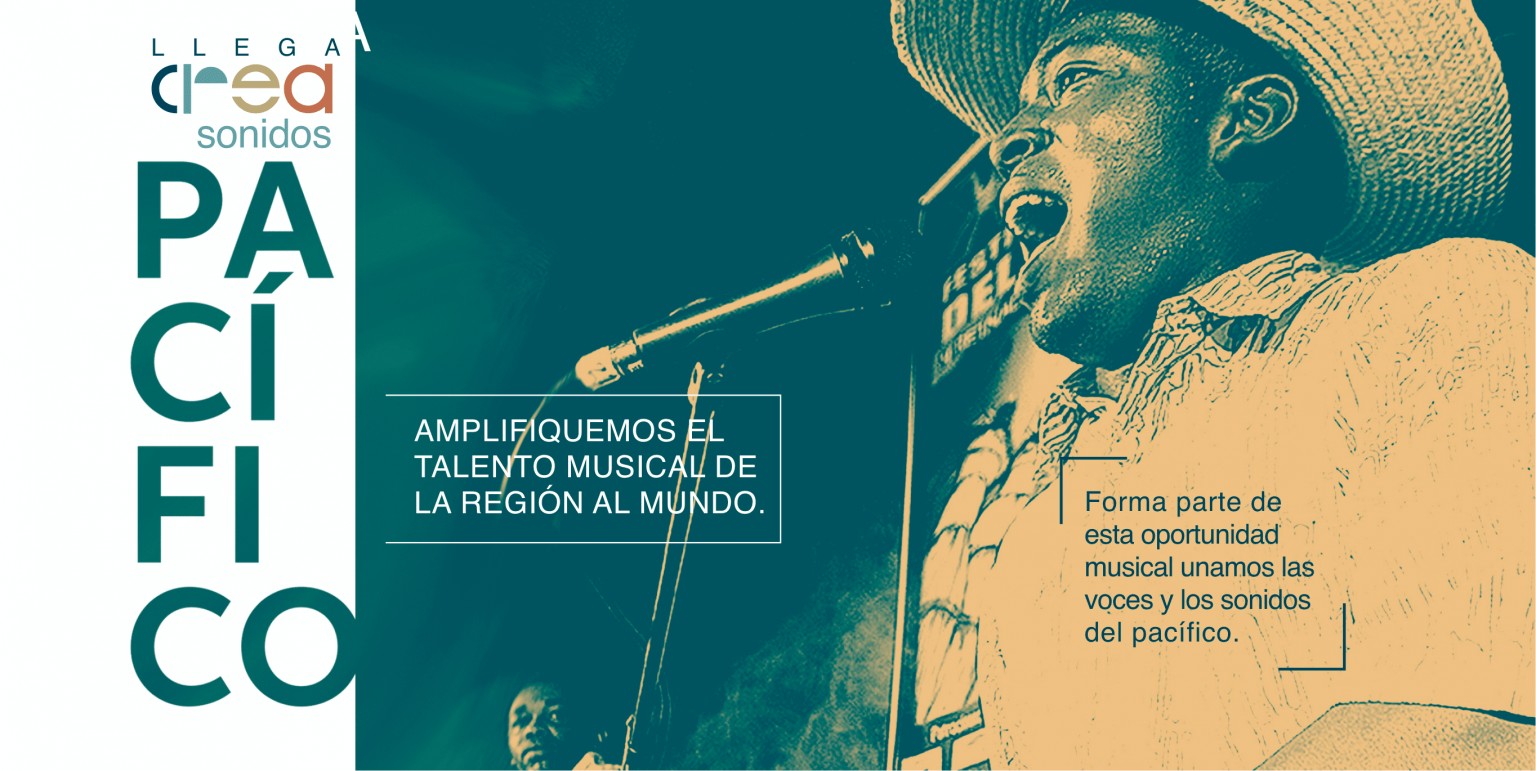 LLEGA
A
crea
sonidos
PA
CÍ
FI
CO
AMPLIFIQUEMOS EL
TALENTO MUSICAL DE
LA REGIÓN AL MUNDO.
DEL
Forma parte de
esta oportunidad
musical unamos las
voces y los sonidos
del pacífico.